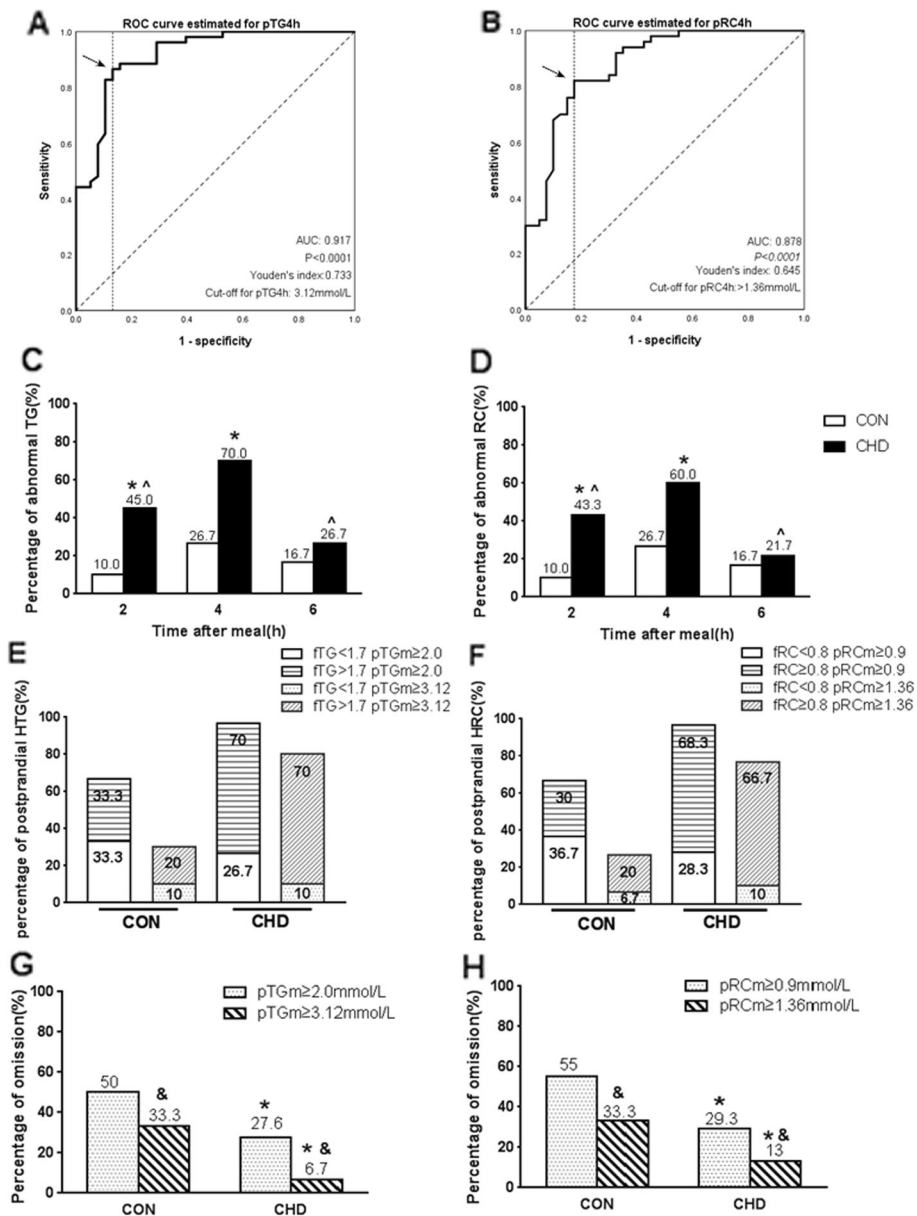 A
ROC curve estimated for pTG4h
1.0
0.8
0.6
0.4
0.2
0.0
Sensitivity
AUC: 0.917
P<0.0001
Youden's index:0.733
Cut-off for pTG4h: 3.12mmol/L
0.0 0.2 0.4 0.6 0.8 1.0
1 - specificity
B
ROC curve estimated for pRC4h
1.0
0.8
0.6
0.4
0.2
0.0
Sensitivity
AUC: 0.878
P<0.0001
Youden's index: 0.645
Cut-off for pRC4h:>1.36mmol/L
0.0 0.2 0.4 0.6 0.8 1.0
1 - specificity
C
Percentage of abnormal TG(%)
100
80
60
40
20
0
10.0
* ^
45.0
26.7
*
70.0
16.7
^
26.7
2 4 6
Time after meal(h)
D
Percentage of abnormal RC(%)
100
80
60
40
20
0
10.0
* ^
43.3
26.7
*
60.0
16.7
^
21.7
2 4 6
Time after meal(h)
CON
CHD
E
fTG<1.7 pTGm≥2.0
fTG>1.7 pTGm≥2.0
fTG<1.7 pTGm≥3.12
fTG>1.7 pTGm≥3.12
percentage of postprandial HTG(%)
100
80
60
40
20
0
33.3
33.3
20
10
70
26.7
70
10
CON CHD
F
fRC<0.8 pRCm≥0.9
fRC≥0.8 pRCm≥0.9
fRC<0.8 pRCm≥1.36
fRC≥0.8 pRCm≥1.36
percentage of postprandial HRC(%)
100
80
60
40
20
0
30
36.7
20
6.7
68.3
28.3
66.7
10
CON CHD
G
pTGm≥2.0mmol/L
pTGm≥3.12mmol/L
Percentage of omission(%)
100
80
60
40
20
0
50
&
33.3
*
27.6
* &
6.7
CON CHD
H
pRCm≥0.9mmol/L
pRCm≥1.36mmol/L
Percentage of omission(%)
100
80
60
40
20
0
55
&
33.3
*
29.3
* &
13
CON CHD